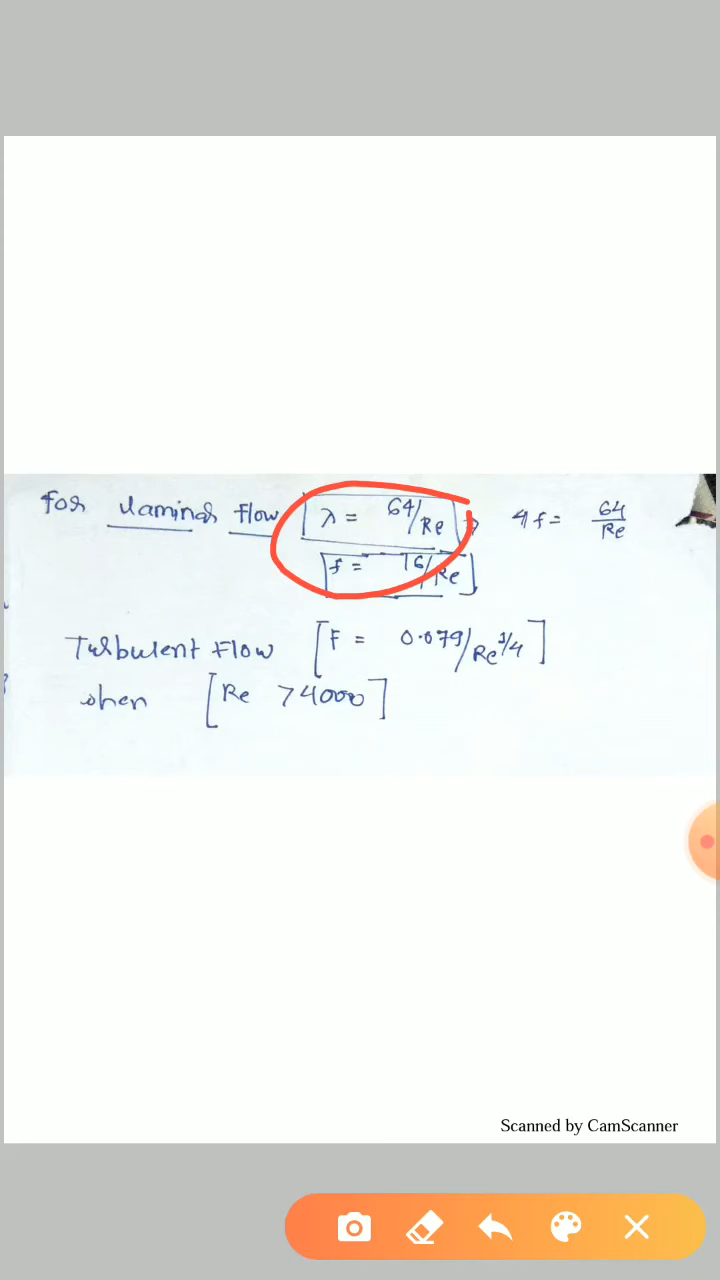 for laminar flow [λ = 64/Re] ⇒ 4f = 64/Re
[f = 16/Re]
Turbulent Flow [F = 0.079/Re^1/4]
when [Re >4000]
Scanned by CamScanner